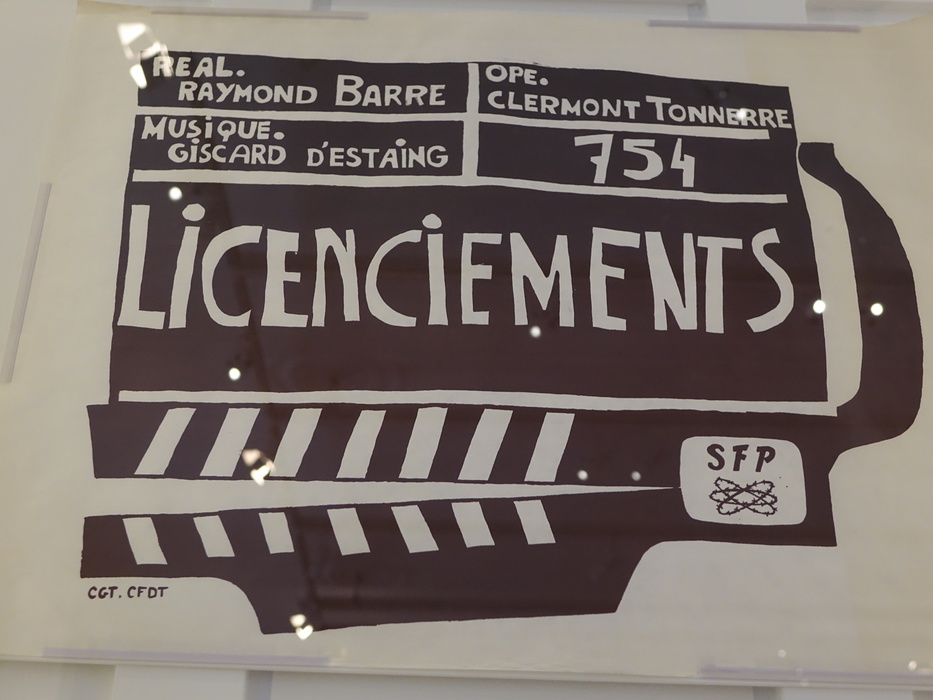 REAL.
RAYMOND BARRE
OPE.
CLERMONT TONNERRE
MUSiQUE.
GiSCARD D'ESTAiNG
754
LiCENCiEMENTS
SFP
CGT. CFDT